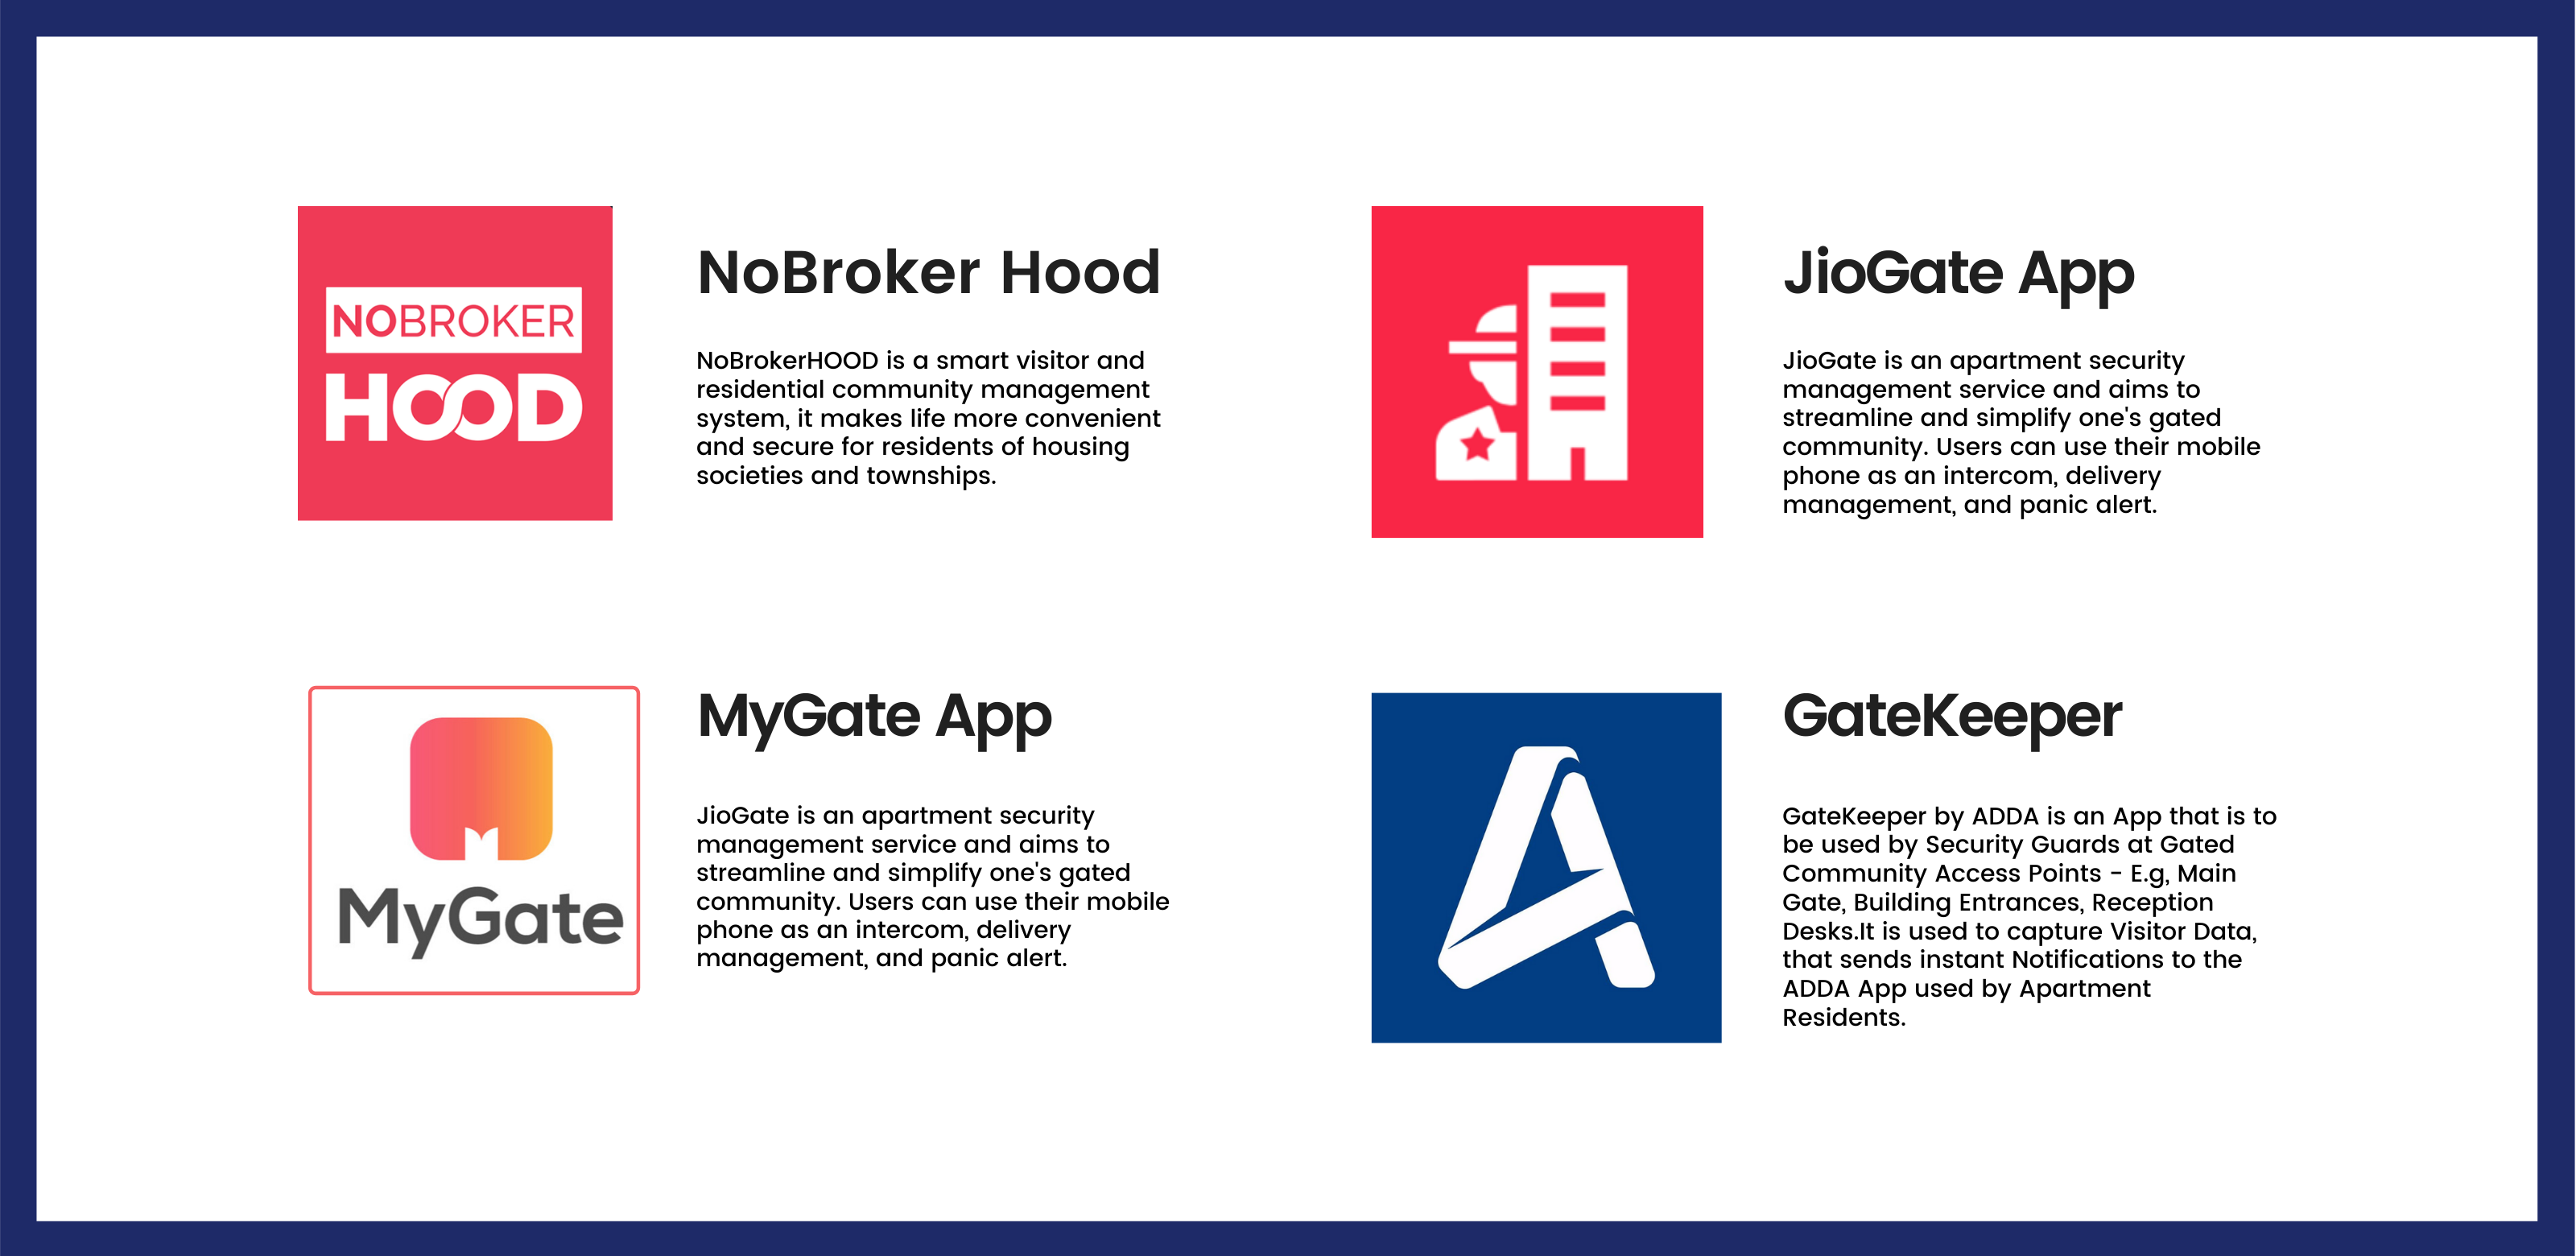 NOBROKER
HOOD
NoBroker Hood
NoBrokerHOOD is a smart visitor and
residential community management
system, it makes life more convenient
and secure for residents of housing
societies and townships.
JioGate App
JioGate is an apartment security
management service and aims to
streamline and simplify one's gated
community. Users can use their mobile
phone as an intercom, delivery
management, and panic alert.
MyGate
MyGate App
JioGate is an apartment security
management service and aims to
streamline and simplify one's gated
community. Users can use their mobile
phone as an intercom, delivery
management, and panic alert.
GateKeeper
GateKeeper by ADDA is an App that is to
be used by Security Guards at Gated
Community Access Points - E.g, Main
Gate, Building Entrances, Reception
Desks.It is used to capture Visitor Data,
that sends instant Notifications to the
ADDA App used by Apartment
Residents.